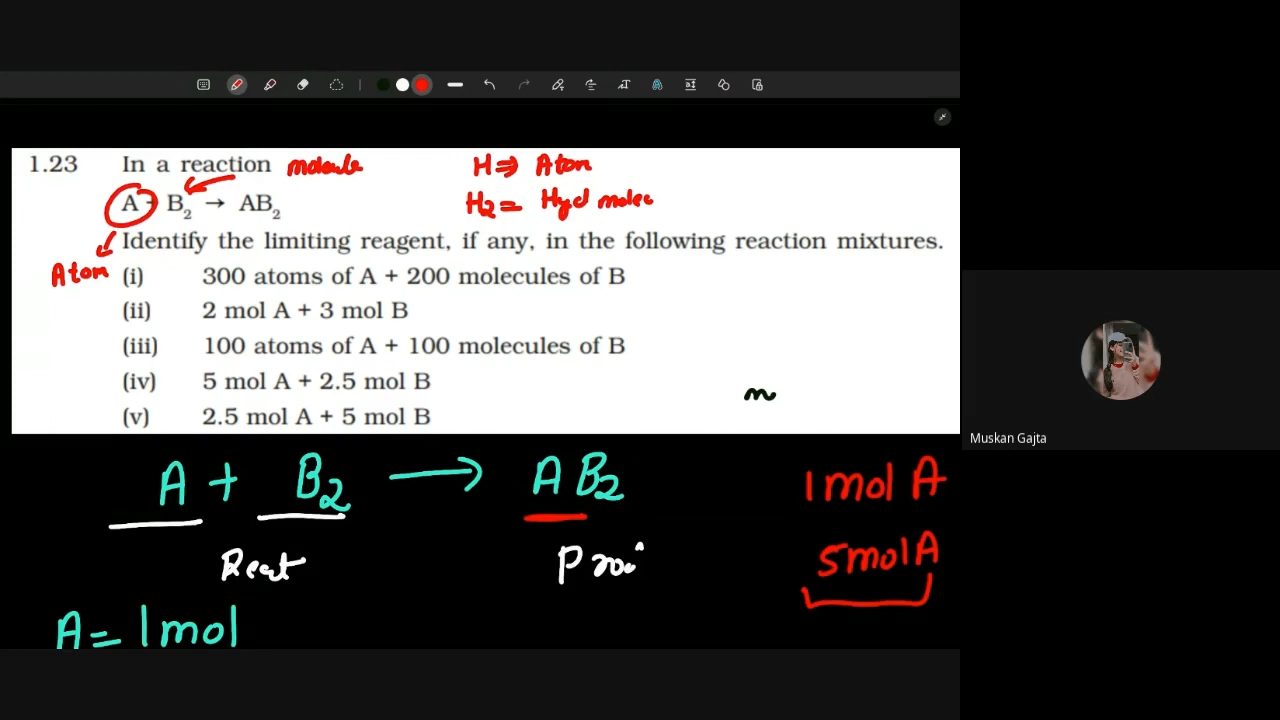 1.23 In a reaction molecule H ⇒ Atom
A + B2 → AB2 H2 = Hyd molec
Identify the limiting reagent, if any, in the following reaction mixtures.
Atom (i) 300 atoms of A + 200 molecules of B
(ii) 2 mol A + 3 mol B
(iii) 100 atoms of A + 100 molecules of B
(iv) 5 mol A + 2.5 mol B
(v) 2.5 mol A + 5 mol B
A + B2 → AB2 1 mol A
5 mol A
A = 1 mol
Muskan Gajta